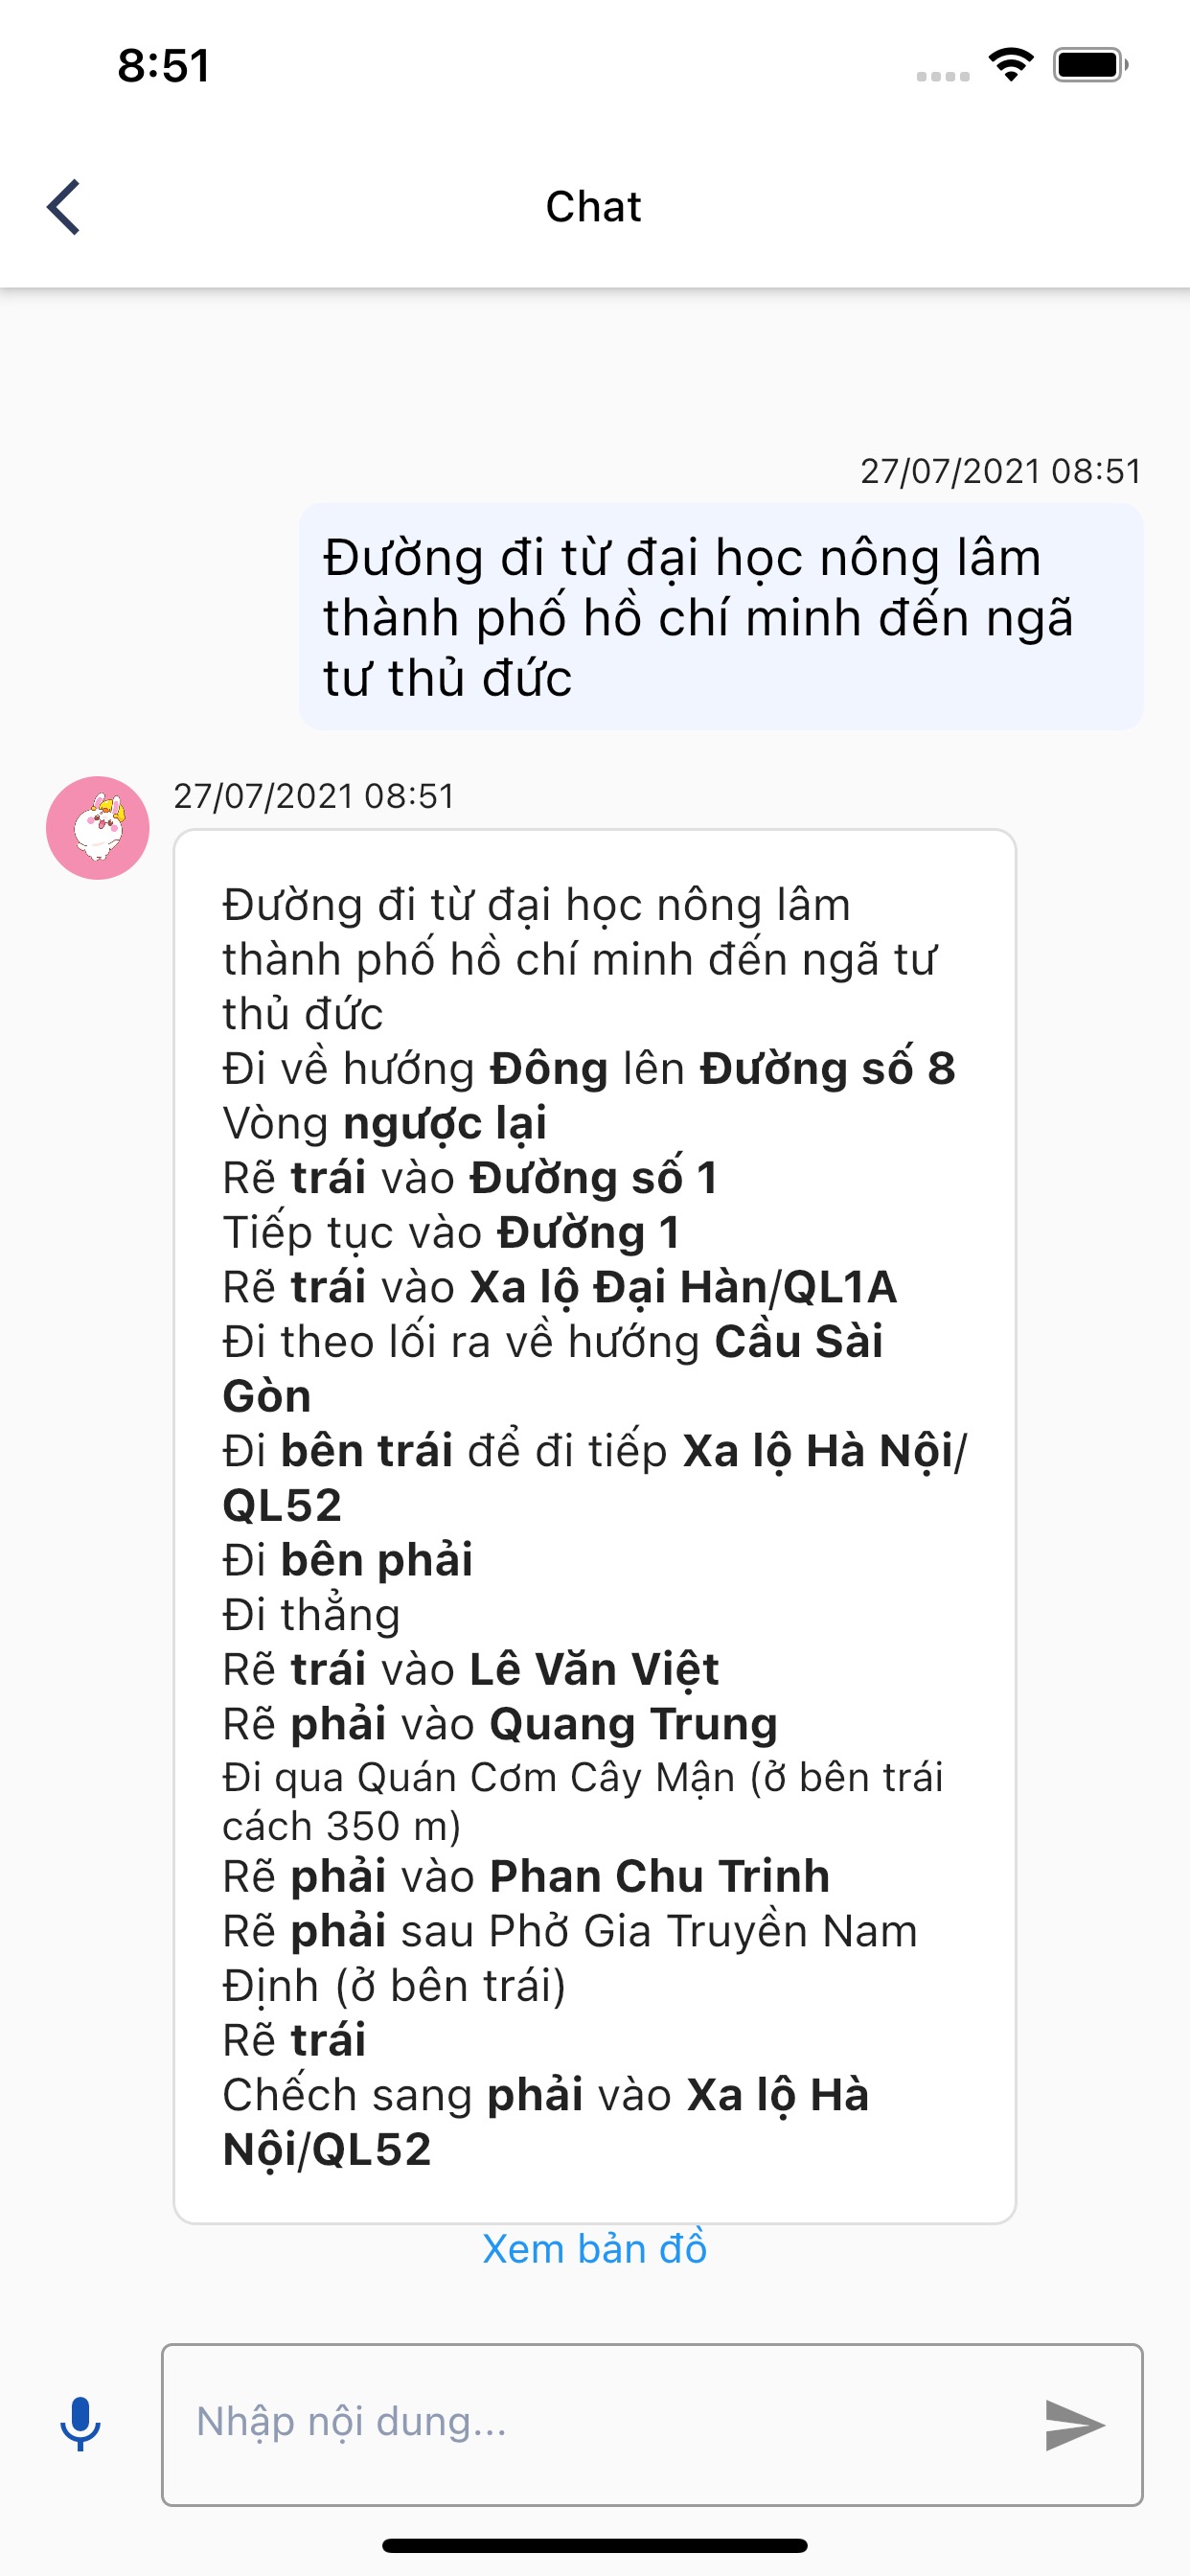 8:51
Chat
27/07/2021 08:51
Đường đi từ đại học nông lâm
thành phố hồ chí minh đến ngã
tư thủ đức
27/07/2021 08:51
Đường đi từ đại học nông lâm
thành phố hồ chí minh đến ngã tư
thủ đức
Đi về hướng Đông lên Đường số 8
Vòng ngược lại
Rẽ trái vào Đường số 1
Tiếp tục vào Đường 1
Rẽ trái vào Xa lộ Đại Hàn/QL1A
Đi theo lối ra về hướng Cầu Sài
Gòn
Đi bên trái để đi tiếp Xa lộ Hà Nội/
QL52
Đi bên phải
Đi thẳng
Rẽ trái vào Lê Văn Việt
Rẽ phải vào Quang Trung
Đi qua Quán Cơm Cây Mận (ở bên trái
cách 350 m)
Rẽ phải vào Phan Chu Trinh
Rẽ phải sau Phở Gia Truyền Nam
Định (ở bên trái)
Rẽ trái
Chếch sang phải vào Xa lộ Hà
Nội/QL52
Xem bản đồ
Nhập nội dung...